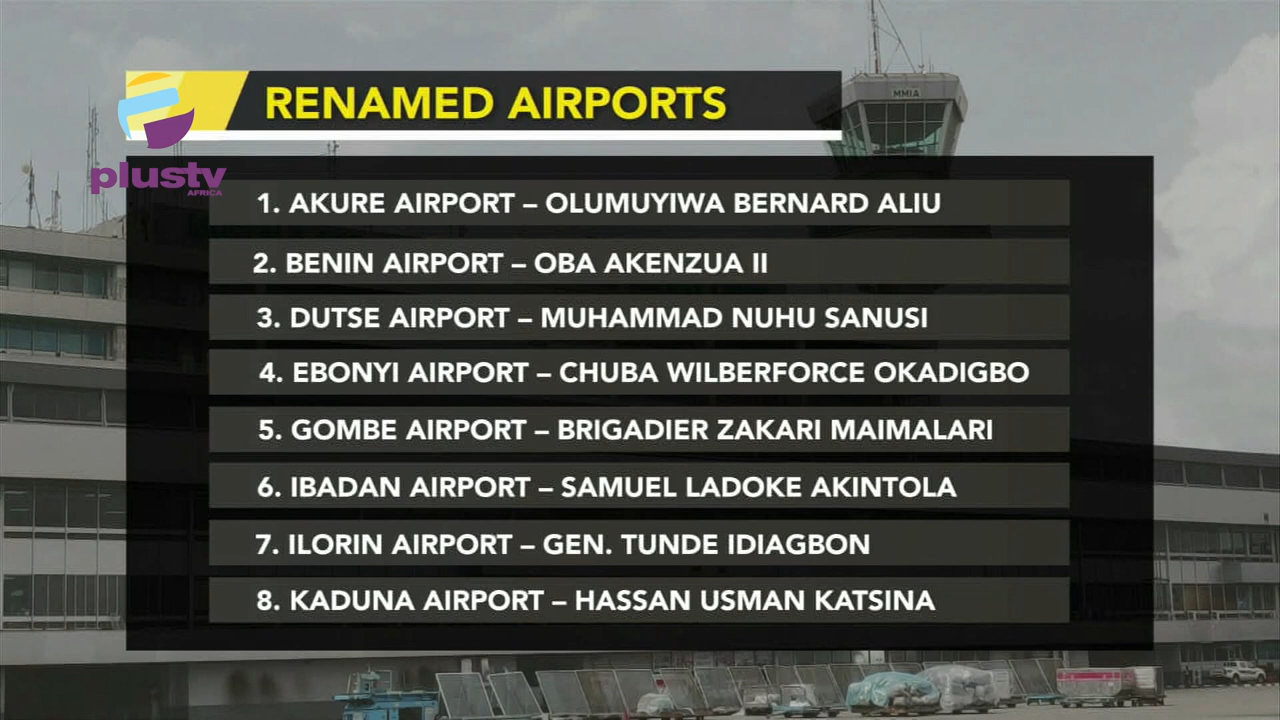 RENAMED AIRPORTS
MMIA
plustv
AFRICA
1. AKURE AIRPORT – OLUMUYIWA BERNARD ALIU
2. BENIN AIRPORT – OBA AKENZUA II
3. DUTSE AIRPORT – MUHAMMAD NUHU SANUSI
4. EBONYI AIRPORT – CHUBA WILBERFORCE OKADIGBO
5. GOMBE AIRPORT – BRIGADIER ZAKARI MAIMALARI
6. IBADAN AIRPORT – SAMUEL LADOKE AKINTOLA
7. ILORIN AIRPORT – GEN. TUNDE IDIAGBON
8. KADUNA AIRPORT – HASSAN USMAN KATSINA